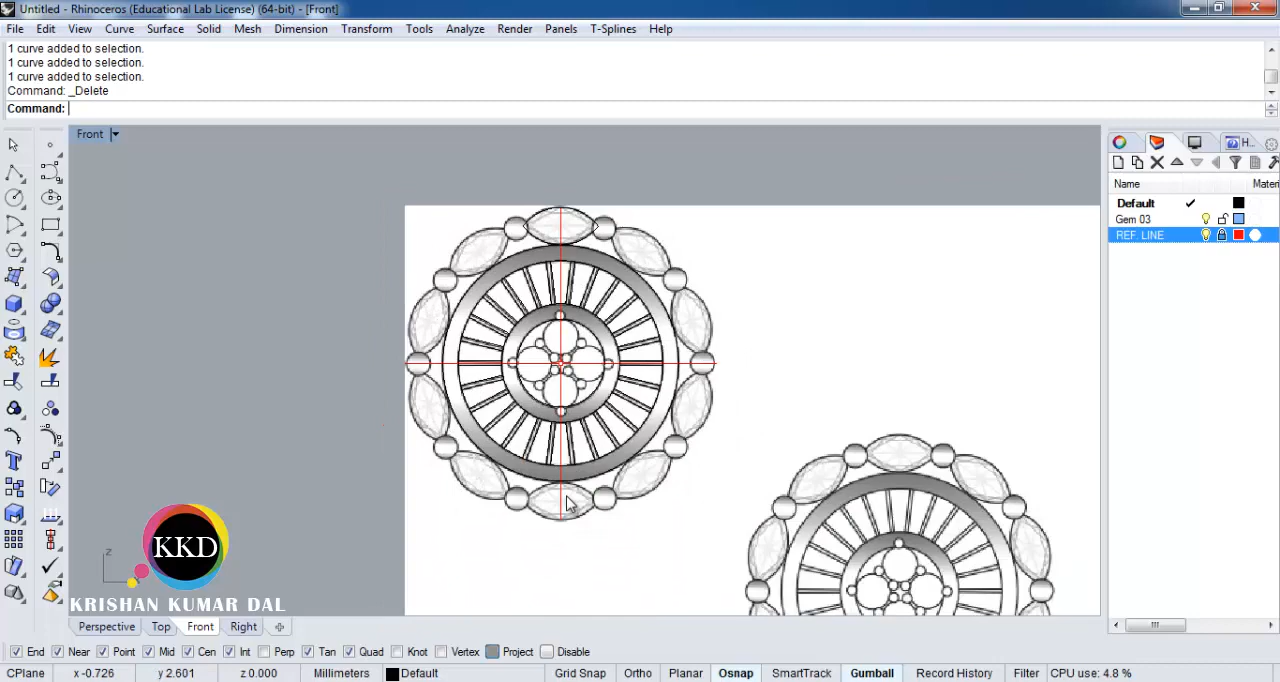 Untitled - Rhinoceros (Educational Lab License) (64-bit) - [Front]
File Edit View Curve Surface Solid Mesh Dimension Transform Tools Analyze Render Panels T-Splines Help
1 curve added to selection.
1 curve added to selection.
1 curve added to selection.
Command: _Delete
Command:
Front
H...
Name Mater
Default
Gem 03
REF. LINE
z
KKD
KRISHAN KUMAR DAL
Perspective Top Front Right
End Near Point Mid Cen Int Perp Tan Quad Knot Vertex Project Disable
CPlane x -0.726 y 2.601 z 0.000 Millimeters Default Grid Snap Ortho Planar Osnap SmartTrack Gumball Record History Filter CPU use: 4.8 %